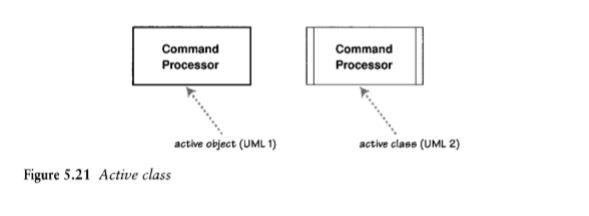 Command
Processor
Command
Processor
active object (UML 1)
active class (UML 2)
Figure 5.21 Active class